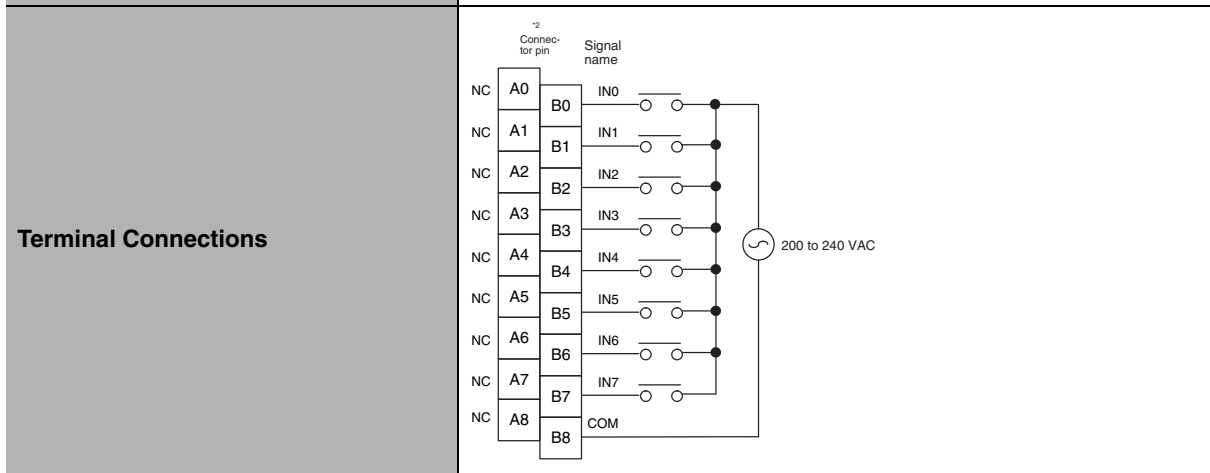 Terminal Connections
*2
Connec-
tor pin
Signal
name
NC A0 B0 IN0
NC A1 B1 IN1
NC A2 B2 IN2
NC A3 B3 IN3
NC A4 B4 IN4
NC A5 B5 IN5
NC A6 B6 IN6
NC A7 B7 IN7
NC A8 B8 COM
200 to 240 VAC